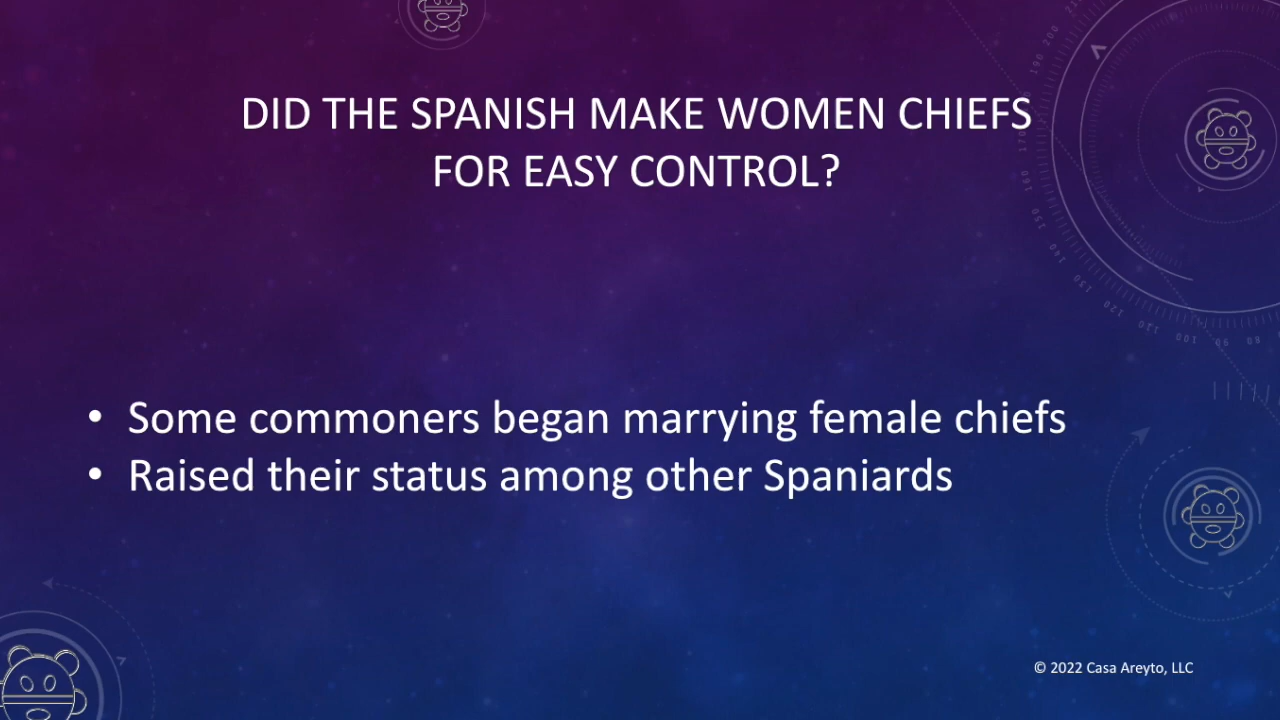 DID THE SPANISH MAKE WOMEN CHIEFS
FOR EASY CONTROL?
• Some commoners began marrying female chiefs
• Raised their status among other Spaniards
© 2022 Casa Areyto, LLC